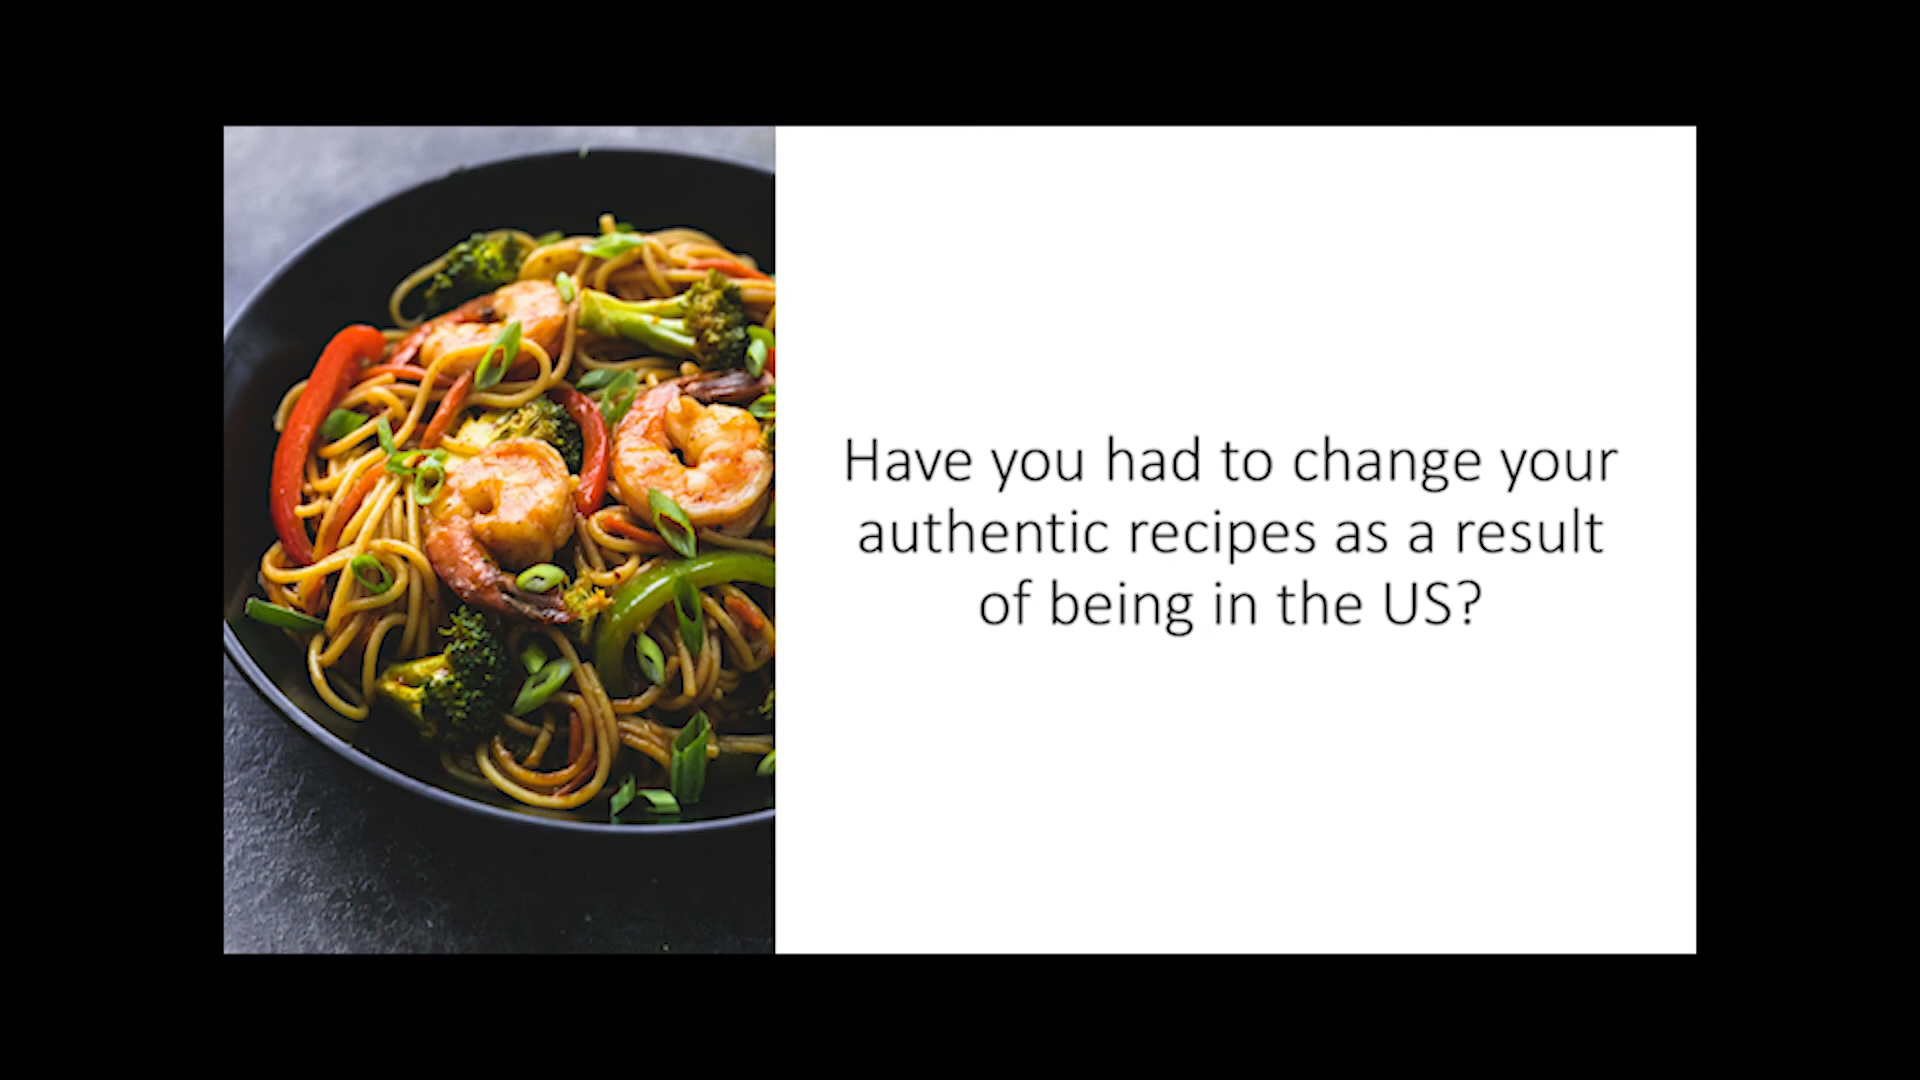 Have you had to change your
authentic recipes as a result
of being in the US?